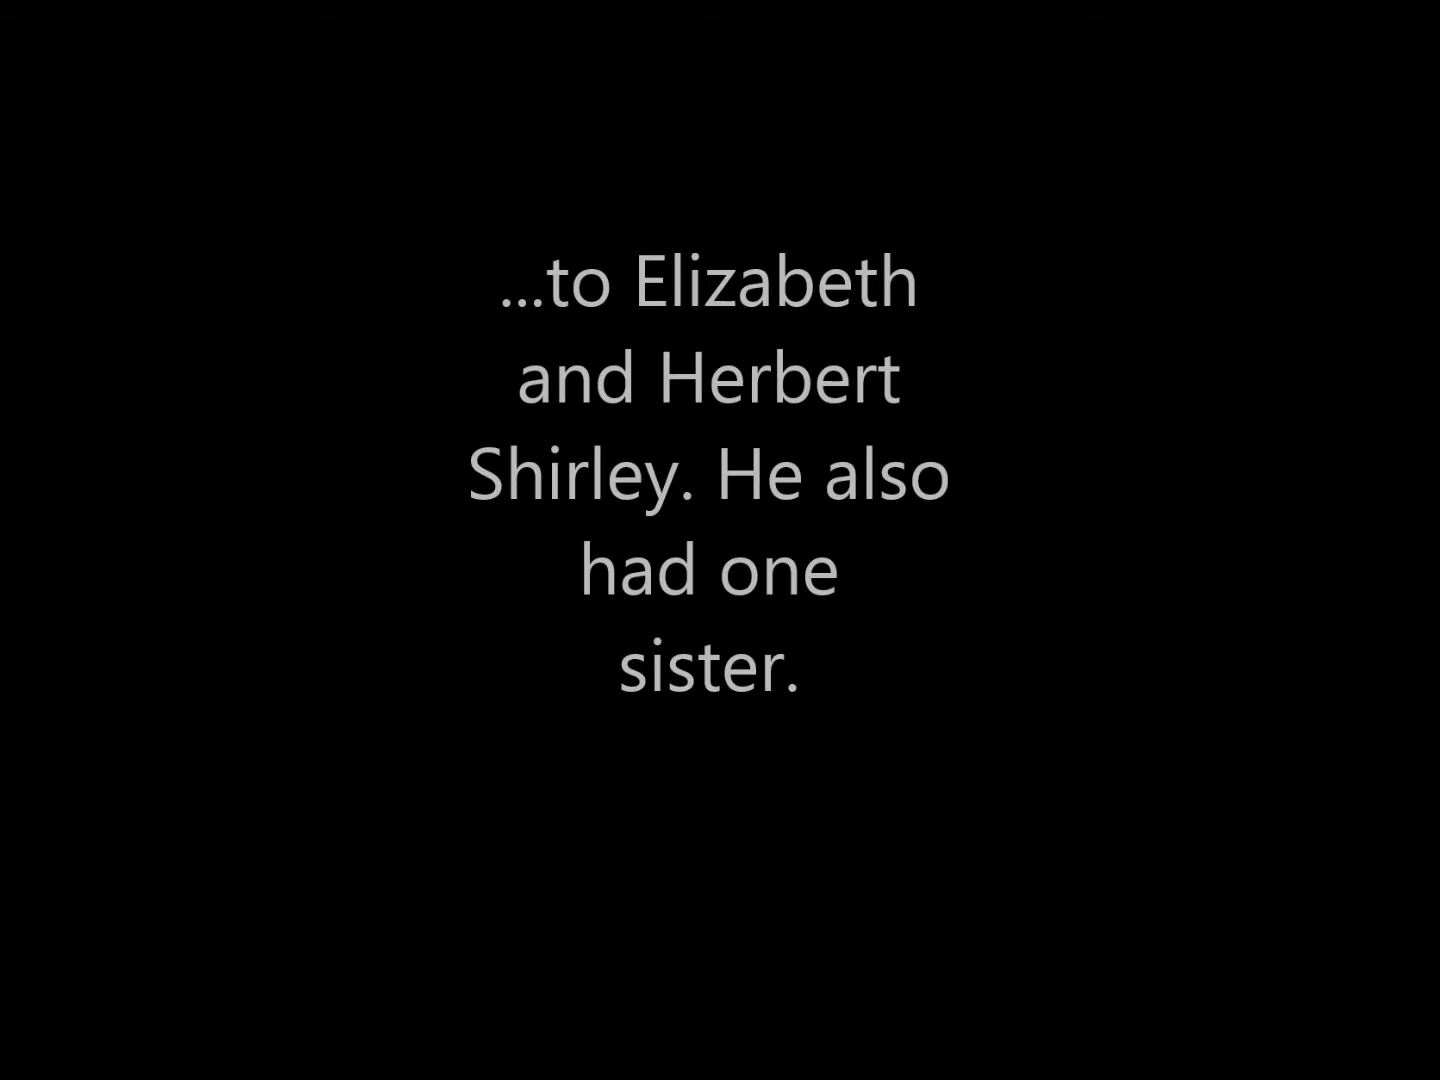 ...to Elizabeth
and Herbert
Shirley. He also
had one
sister.